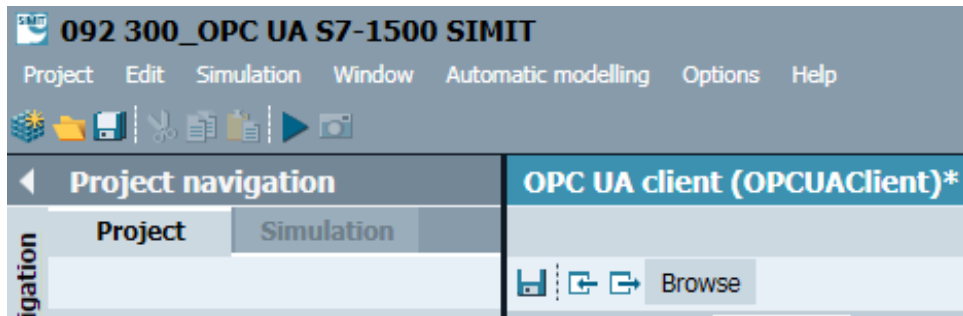 SIMIT
092 300_OPC UA S7-1500 SIMIT
Project Edit Simulation Window Automatic modelling Options Help
Project navigation
OPC UA client (OPCUAClient)*
Project Simulation
Browse